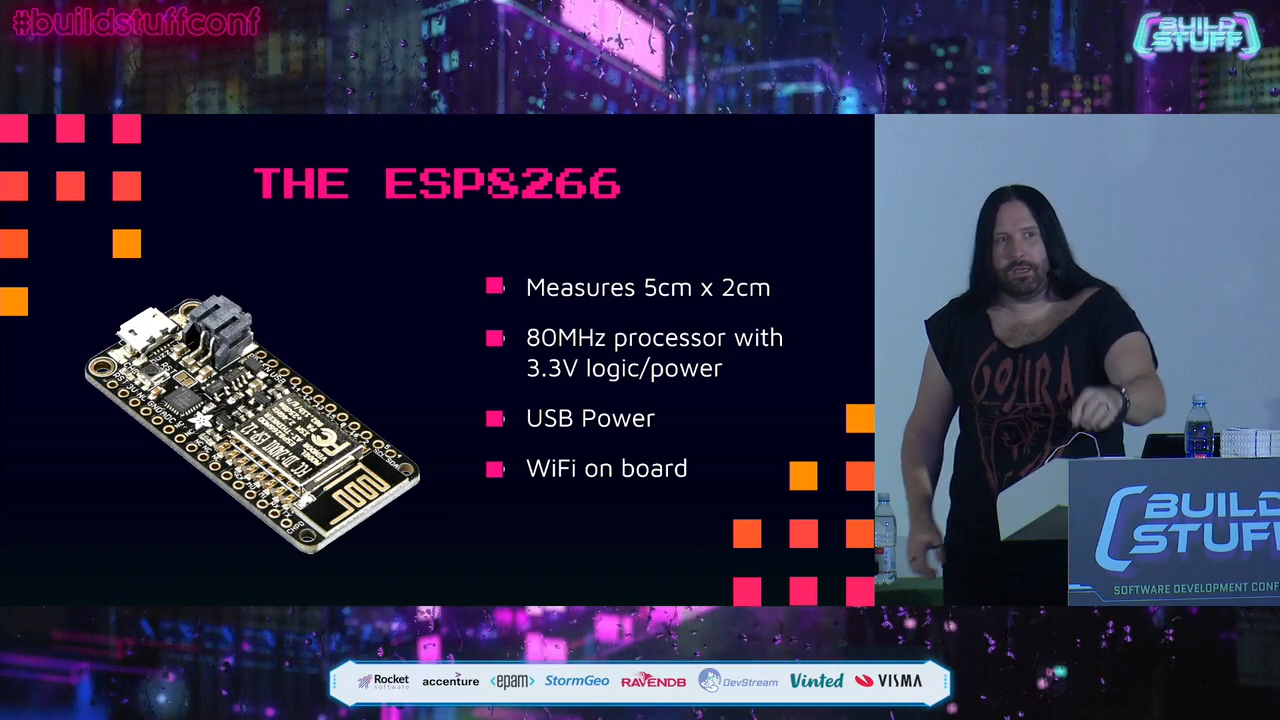 #buildstuffconf
BUILD
STUFF
THE ESP8266
Measures 5cm x 2cm
80MHz processor with
3.3V logic/power
USB Power
WiFi on board
GOJIRA
BUILD
STUFF
SOFTWARE DEVELOPMENT CONF
Rocket
software
accenture
<epam>
StormGeo
RAVENDB
DevStream
Vinted
VISMA